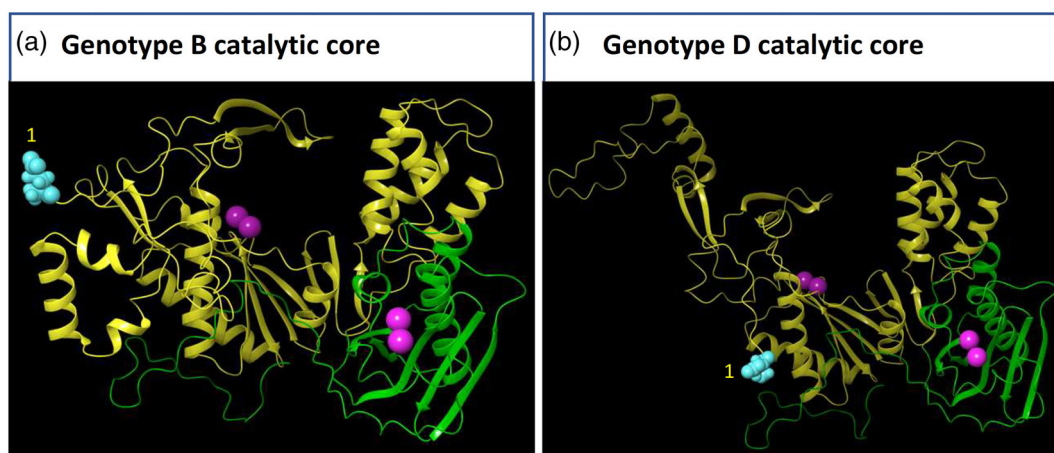 (a) Genotype B catalytic core
(b) Genotype D catalytic core
1
1